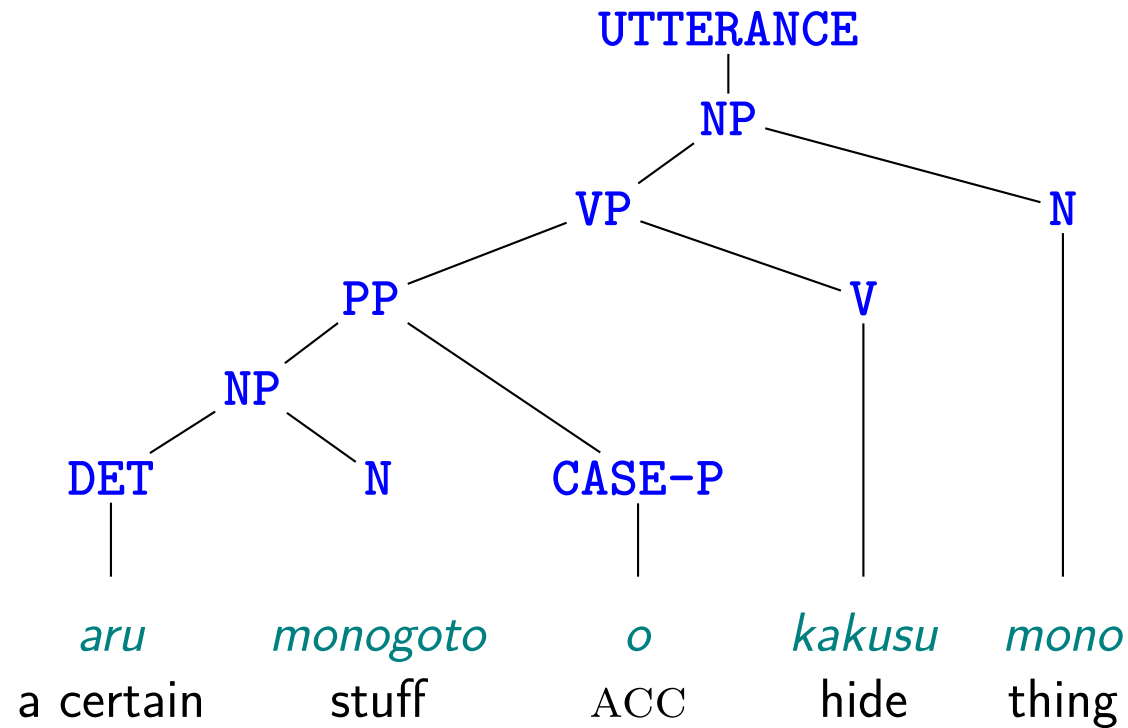 UTTERANCE
NP
VP N
PP V
NP
DET N CASE-P
aru monogoto o kakusu mono
a certain stuff ACC hide thing